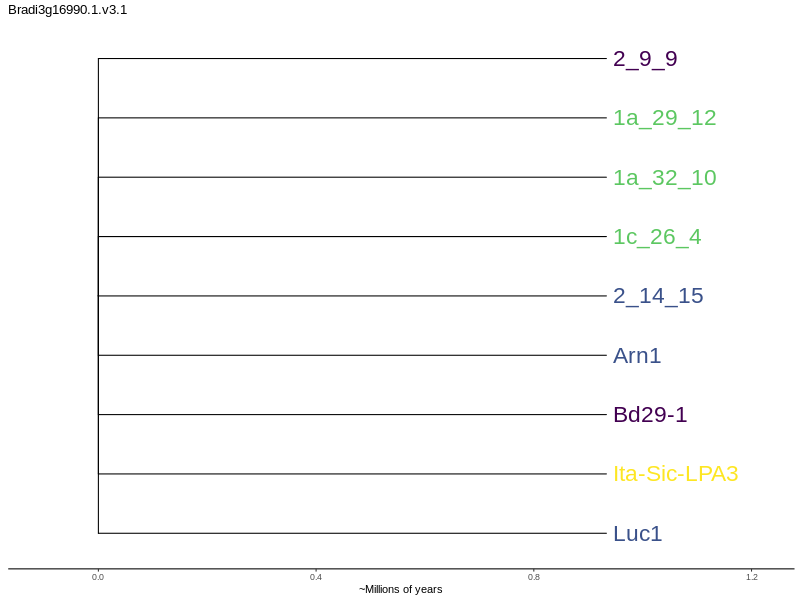 Bradi3g16990.1.v3.1
2_9_9
1a_29_12
1a_32_10
1c_26_4
2_14_15
Arn1
Bd29-1
Ita-Sic-LPA3
Luc1
0.0 0.4 0.8 1.2
~Millions of years